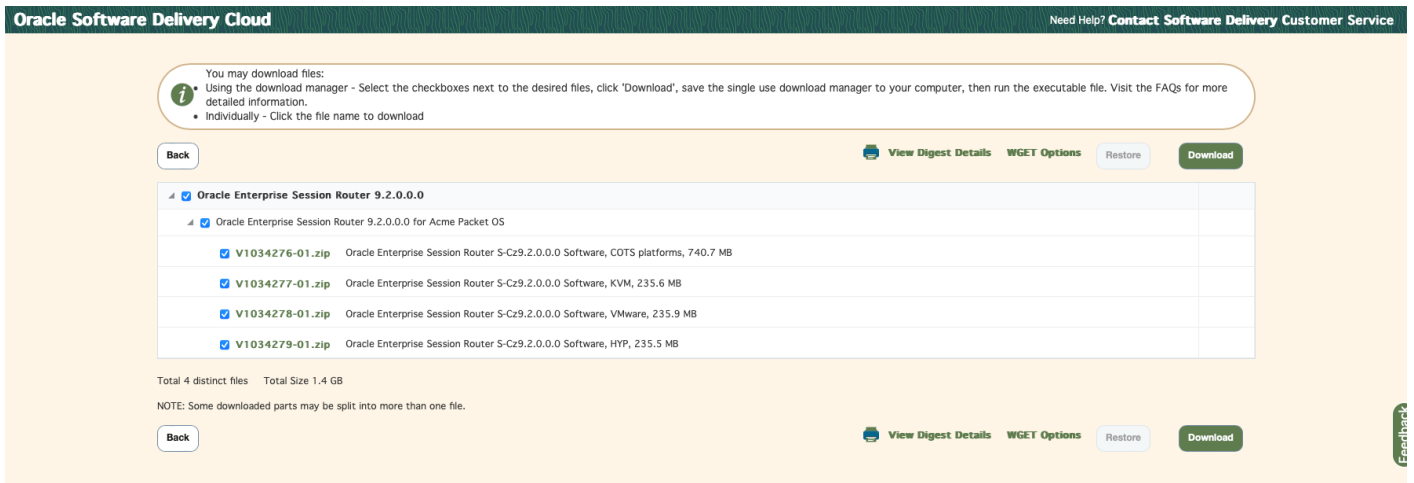 Oracle Software Delivery Cloud
Need Help? Contact Software Delivery Customer Service
You may download files:
• Using the download manager - Select the checkboxes next to the desired files, click 'Download', save the single use download manager to your computer, then run the executable file. Visit the FAQs for more
detailed information.
• Individually - Click the file name to download
Back
View Digest Details WGET Options Restore Download
Oracle Enterprise Session Router 9.2.0.0.0
Oracle Enterprise Session Router 9.2.0.0.0 for Acme Packet OS
V1034276-01.zip Oracle Enterprise Session Router S-Cz9.2.0.0.0 Software, COTS platforms, 740.7 MB
V1034277-01.zip Oracle Enterprise Session Router S-Cz9.2.0.0.0 Software, KVM, 235.6 MB
V1034278-01.zip Oracle Enterprise Session Router S-Cz9.2.0.0.0 Software, VMware, 235.9 MB
V1034279-01.zip Oracle Enterprise Session Router S-Cz9.2.0.0.0 Software, HYP, 235.5 MB
Total 4 distinct files Total Size 1.4 GB
NOTE: Some downloaded parts may be split into more than one file.
Back
View Digest Details WGET Options Restore Download
Feedback